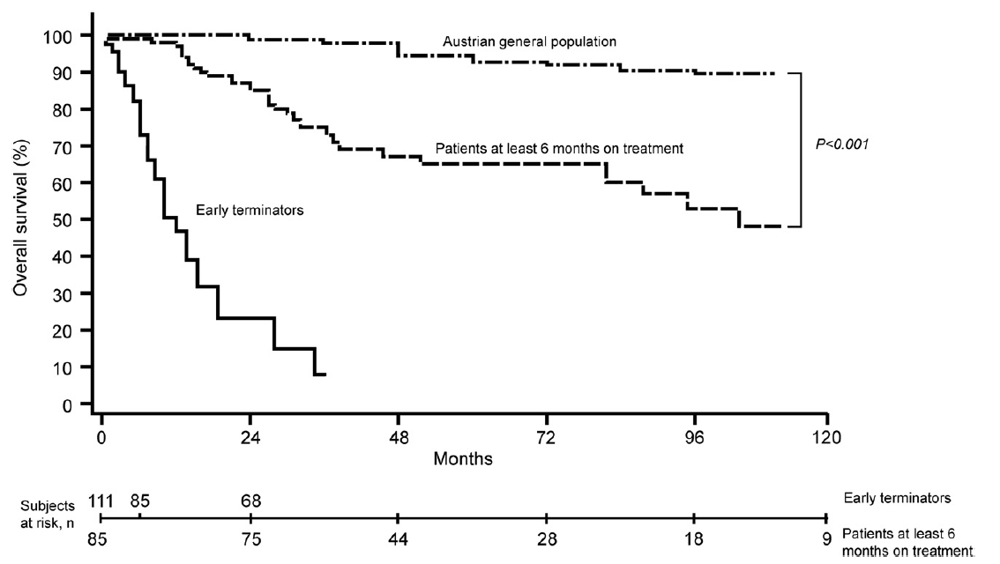 100
Austrian general population
90
80
P<0.001
70
Patients at least 6 months on treatment
60
Early terminators
50
40
30
20
10
0
Overall survival (%)
0 24 48 72 96 120
Months
111 85 68 Early terminators
Subjects
at risk, n
85 75 44 28 18 9 Patients at least 6
months on treatment